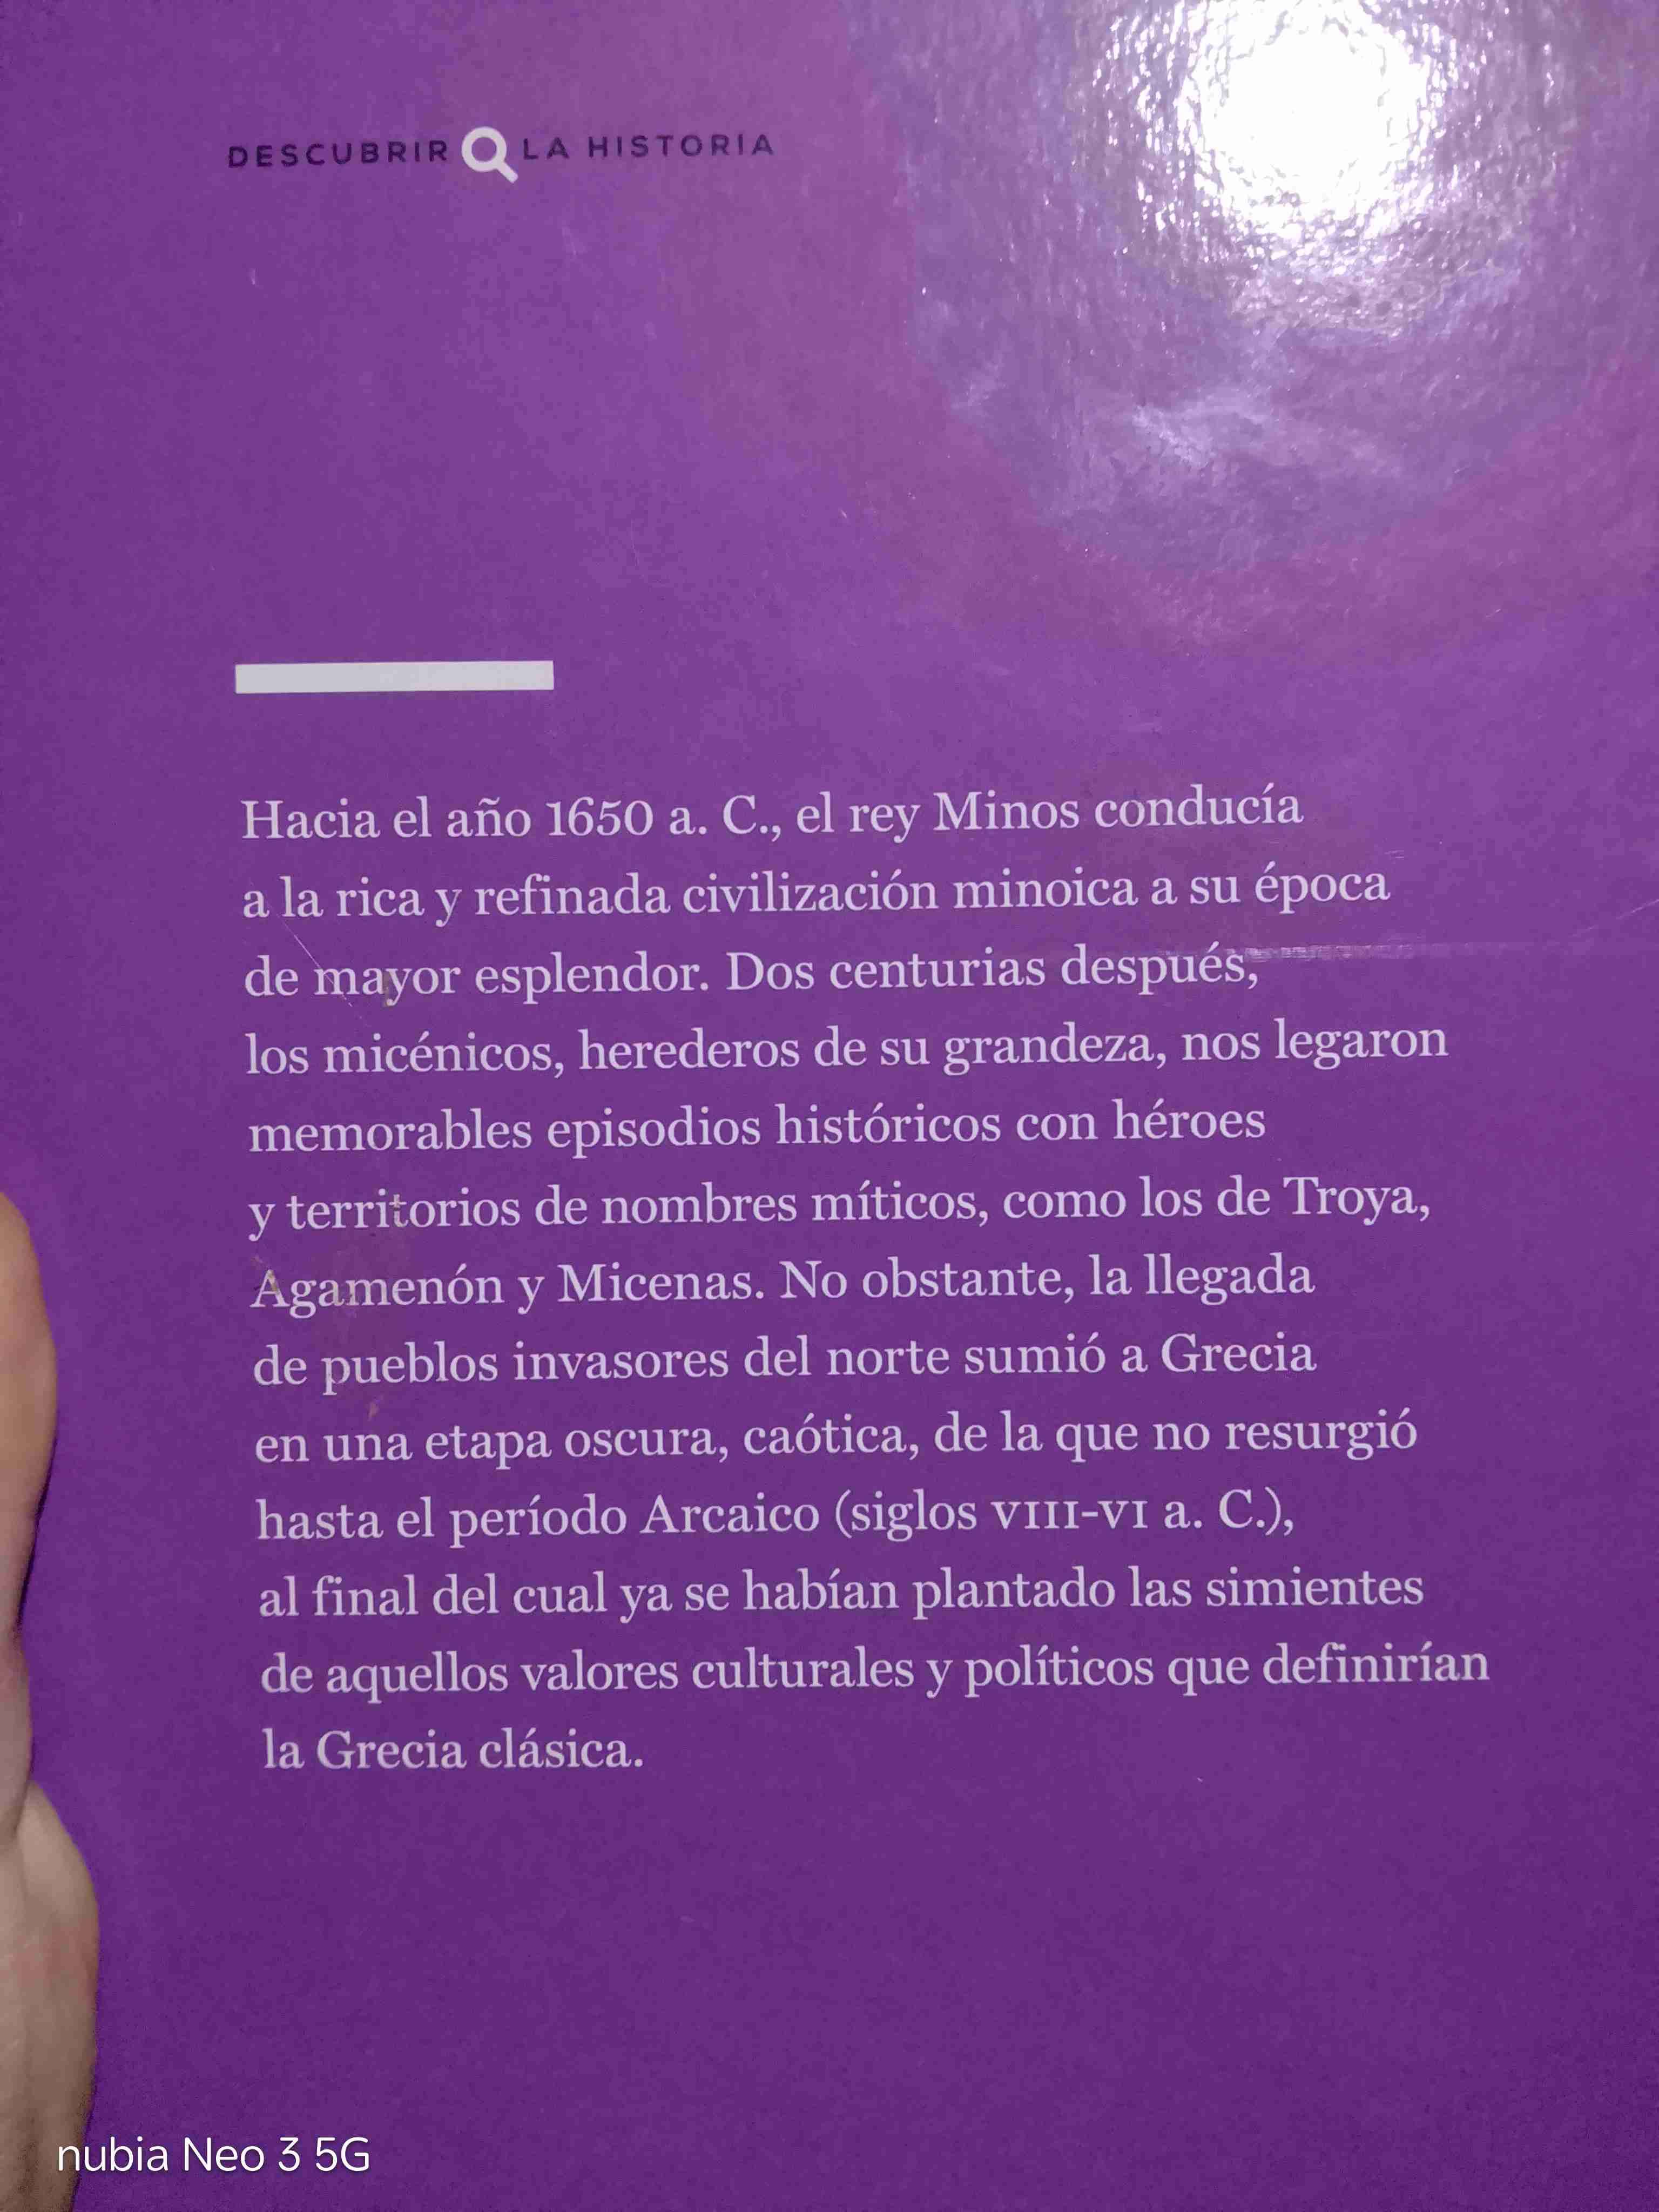 DESCUBRIR LA HISTORIA
Hacia el año 1650 a. C., el rey Minos conducía
a la rica y refinada civilización minoica a su época
de mayor esplendor. Dos centurias después,
los micénicos, herederos de su grandeza, nos legaron
memorables episodios históricos con héroes
y territorios de nombres míticos, como los de Troya,
Agamenón y Micenas. No obstante, la llegada
de pueblos invasores del norte sumió a Grecia
en una etapa oscura, caótica, de la que no resurgió
hasta el período Arcaico (siglos VIII-VI a. C.),
al final del cual ya se habían plantado las simientes
de aquellos valores culturales y políticos que definirían
la Grecia clásica.
nubia Neo 3 5G